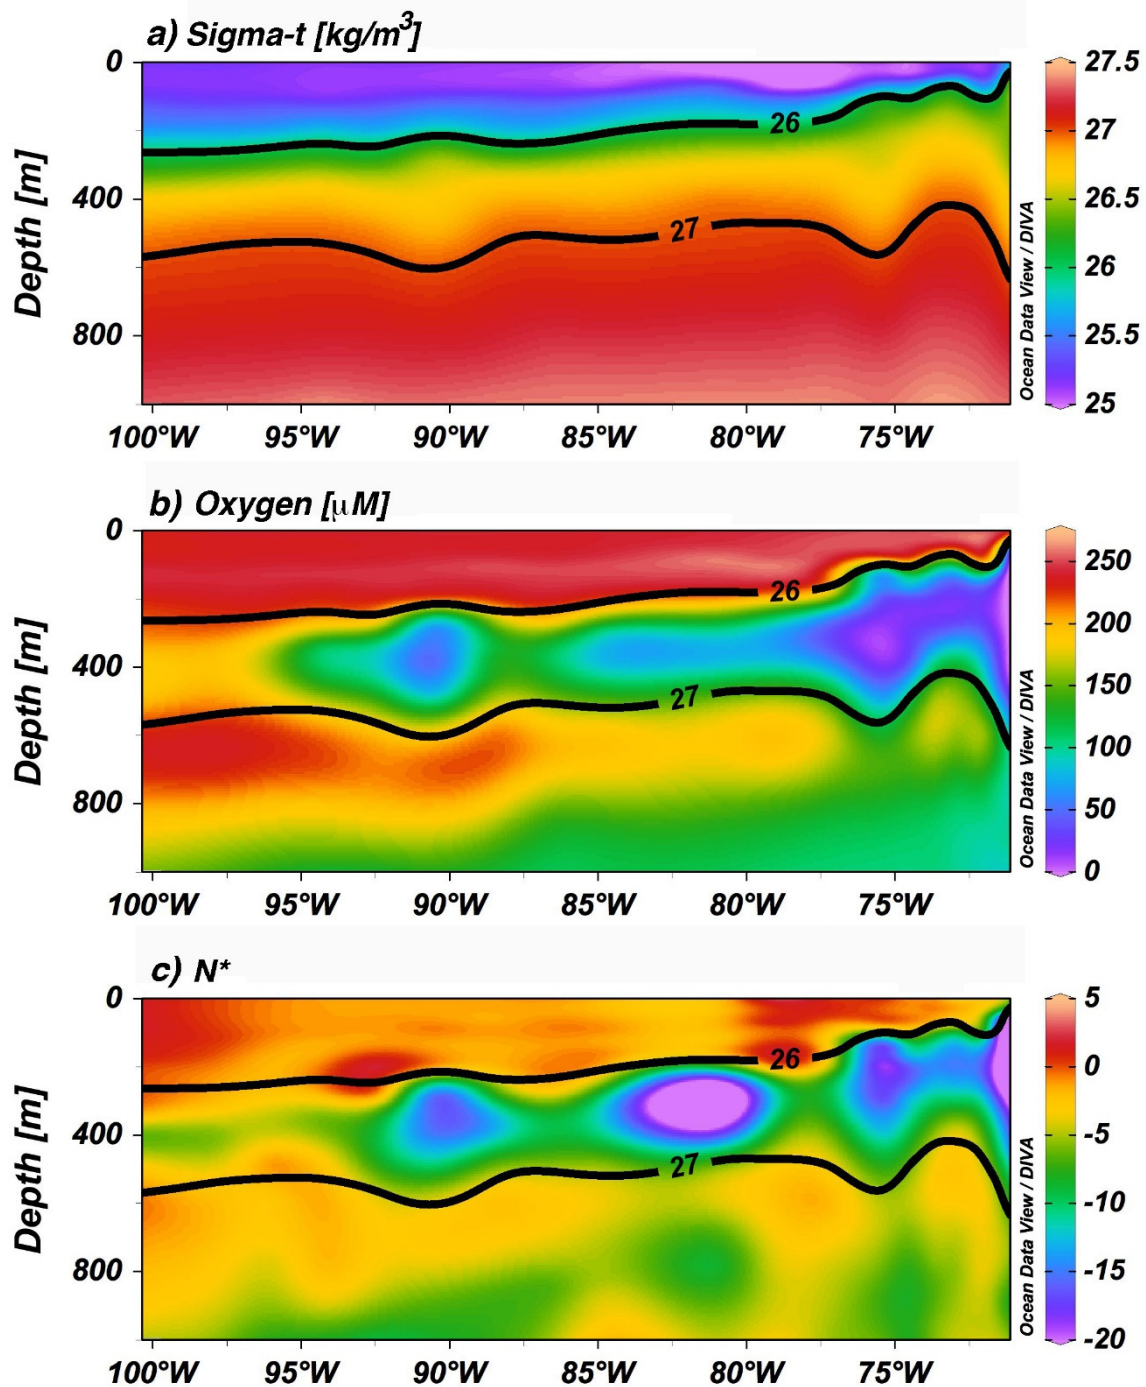 a) Sigma-t [kg/m³]
0
400
800
Depth [m]
26
27
100°W 95°W 90°W 85°W 80°W 75°W
27.5
27
26.5
26
25.5
25
Ocean Data View / DIVA
b) Oxygen [μM]
0
400
800
Depth [m]
26
27
100°W 95°W 90°W 85°W 80°W 75°W
250
200
150
100
50
0
Ocean Data View / DIVA
c) N*
0
400
800
Depth [m]
26
27
100°W 95°W 90°W 85°W 80°W 75°W
5
0
-5
-10
-15
-20
Ocean Data View / DIVA